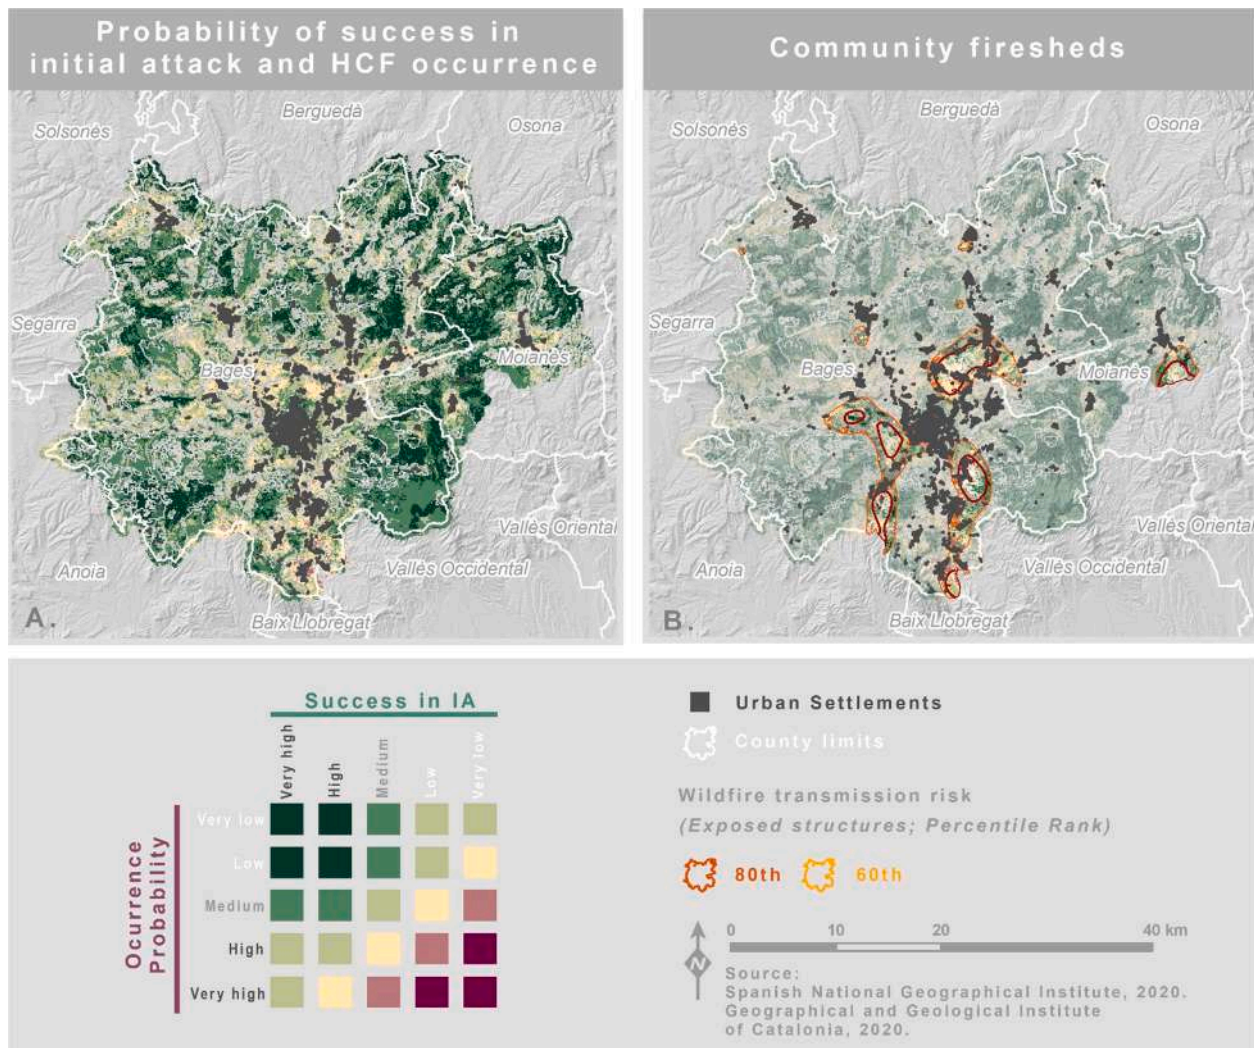 Probability of success in
initial attack and HCF occurrence
Community firesheds
Berguedà
Solsonès
Osona
Segarra
Bages
Moianès
Vallès Oriental
Anoia
Vallès Occidental
Baix Llobregat
A.
Berguedà
Solsonès
Osona
Segarra
Bages
Moianès
Vallès Oriental
Anoia
Vallès Occidental
Baix Llobregat
B.
Success in IA
Very high
High
Medium
Low
Very low
Ocurrence
Probability
Very low
Low
Medium
High
Very high
Urban Settlements
County limits
Wildfire transmission risk
(Exposed structures; Percentile Rank)
80th
60th
N
0
10
20
40 km
Source:
Spanish National Geographical Institute, 2020.
Geographical and Geological Institute
of Catalonia, 2020.